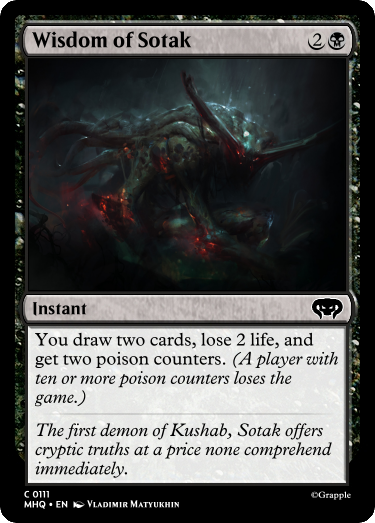 Wisdom of Sotak 2
Instant
You draw two cards, lose 2 life, and
get two poison counters. (A player with
ten or more poison counters loses the
game.)
The first demon of Kushab, Sotak offers
cryptic truths at a price none comprehend
immediately.
C 0111
MHQ • EN Vladimir Matyukhin
©Grapple